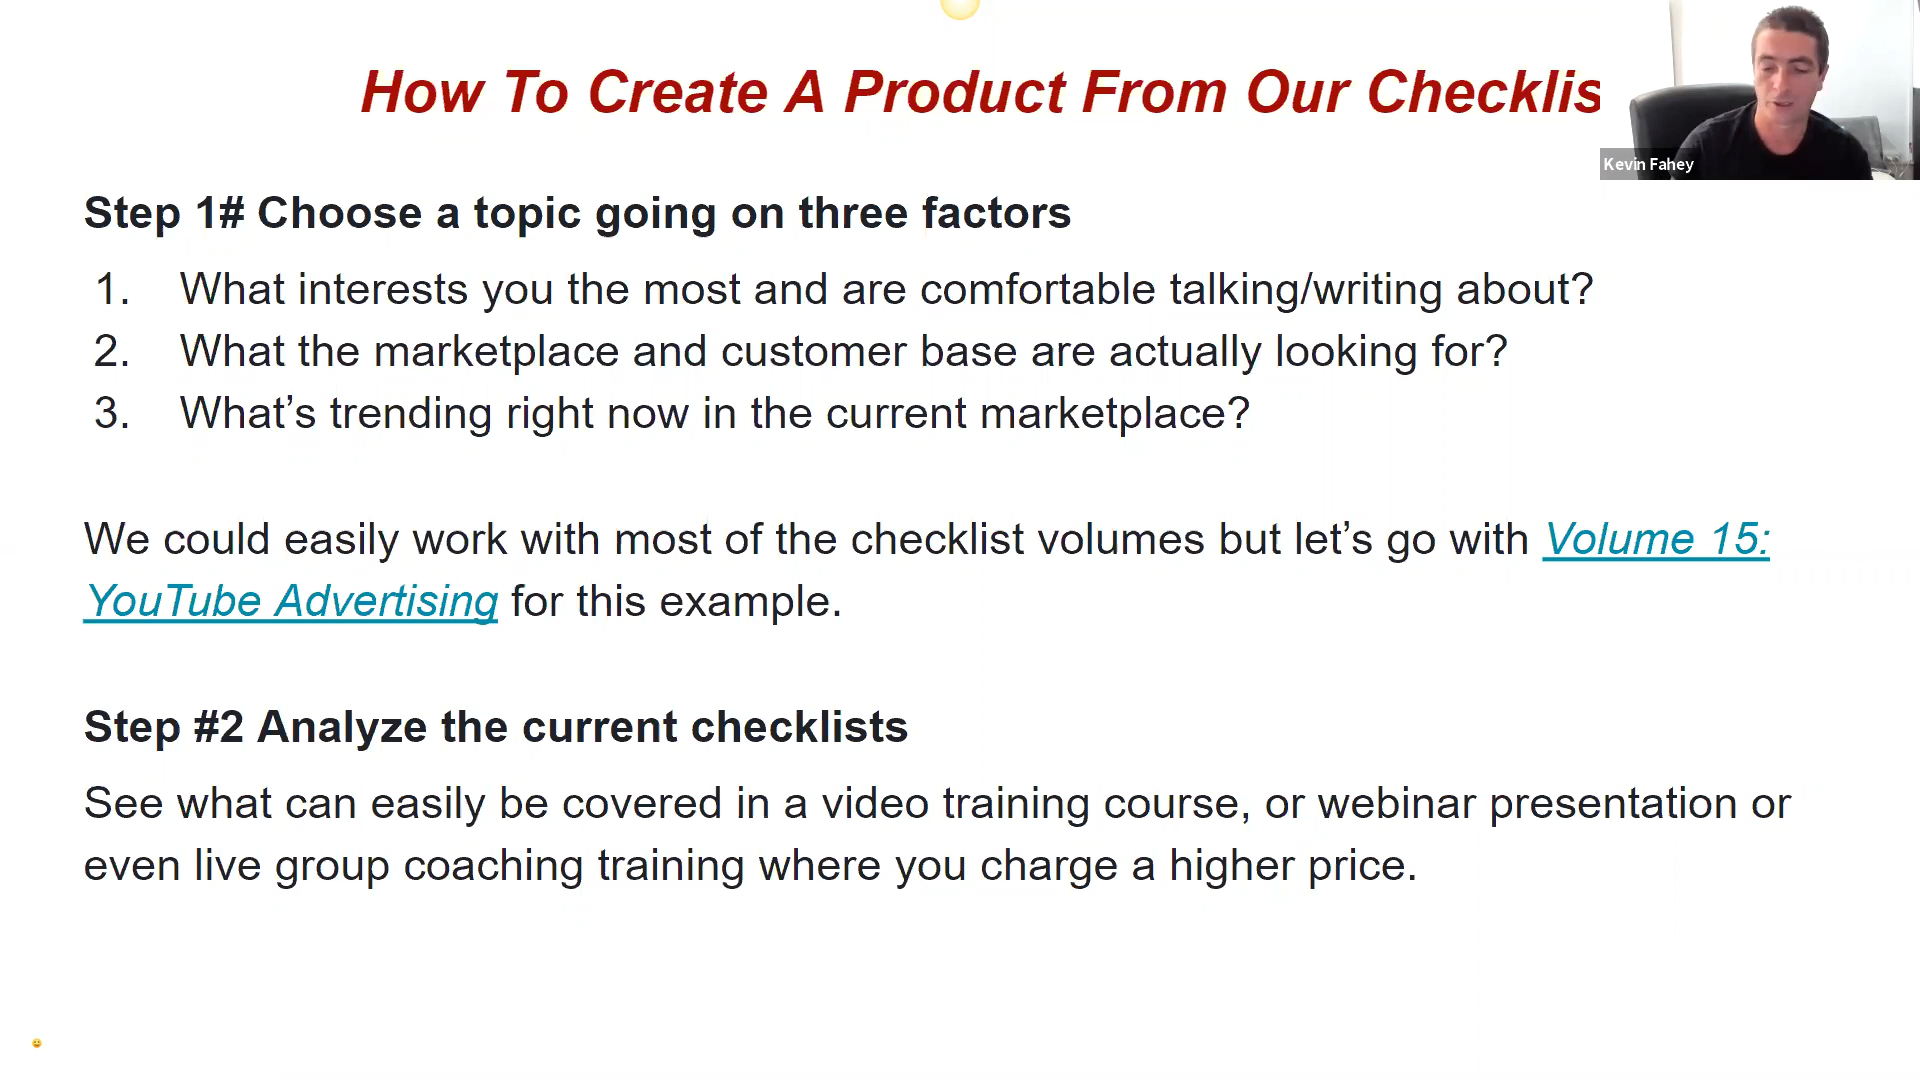 How To Create A Product From Our Checklis
Kevin Fahey
Step 1# Choose a topic going on three factors
1. What interests you the most and are comfortable talking/writing about?
2. What the marketplace and customer base are actually looking for?
3. What’s trending right now in the current marketplace?
We could easily work with most of the checklist volumes but let’s go with Volume 15:
YouTube Advertising for this example.
Step #2 Analyze the current checklists
See what can easily be covered in a video training course, or webinar presentation or
even live group coaching training where you charge a higher price.